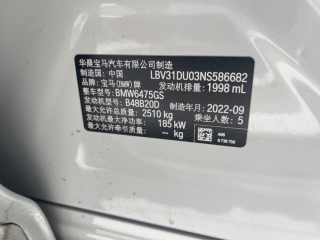 华晨宝马汽车有限公司制造
制造国：中国 LBV31DU03NS586682
品牌：宝马(BMW)牌 发动机排量：1998 mL
整车型号：BMW6475GS
发动机型号：B48B20D 制造年月：2022-09
最大允许总质量：2510 kg 乘坐人数：5
发动机最大净功率：185 kW
最大允许牵引质量：-- kg